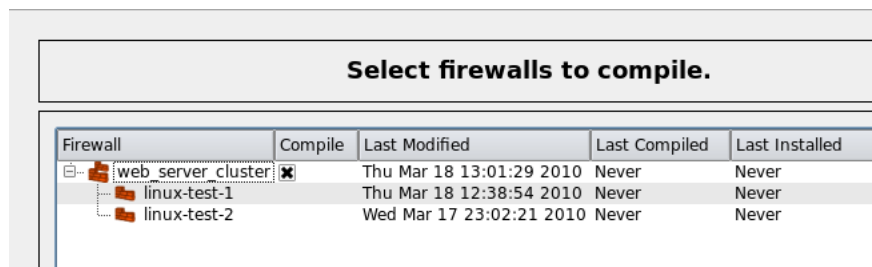 Select firewalls to compile.
Firewall Compile Last Modified Last Compiled Last Installed
web_server_cluster Thu Mar 18 13:01:29 2010 Never Never
linux-test-1 Thu Mar 18 12:38:54 2010 Never Never
linux-test-2 Wed Mar 17 23:02:21 2010 Never Never